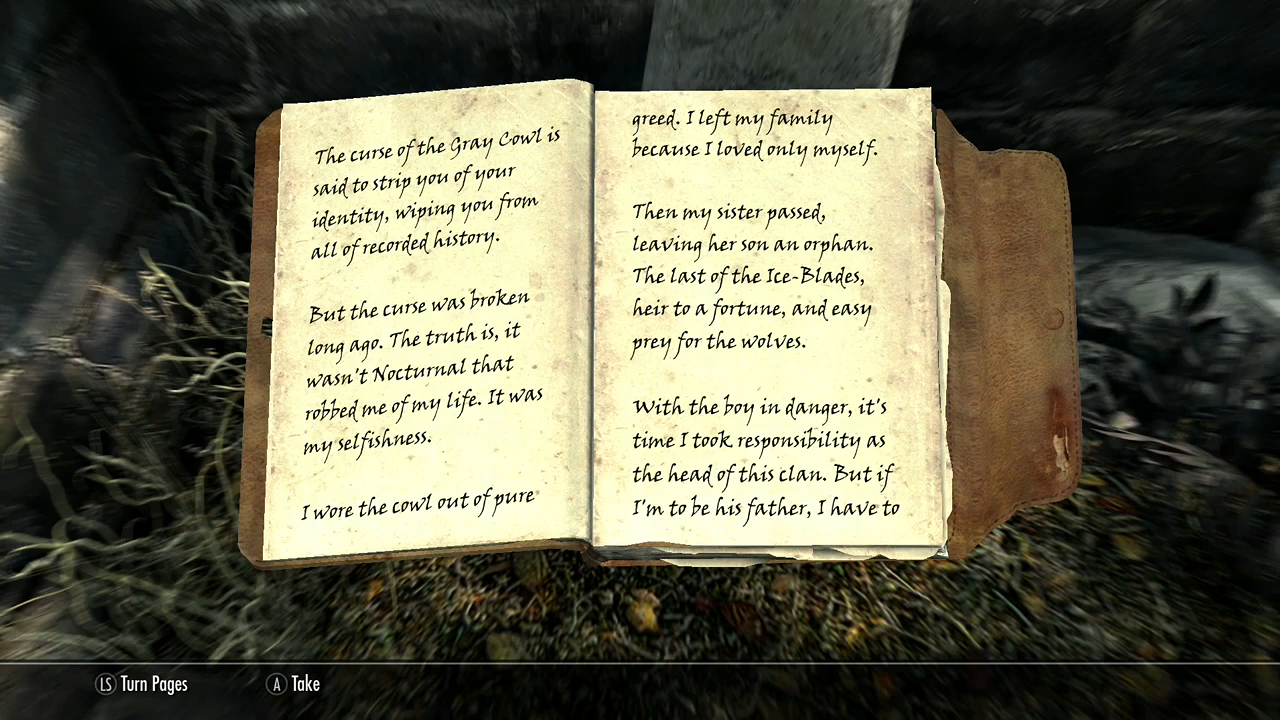 The curse of the Gray Cowl is
said to strip you of your
identity, wiping you from
all of recorded history.
But the curse was broken
long ago. The truth is, it
wasn't Nocturnal that
robbed me of my life. It was
my selfishness.
I wore the cowl out of pure
greed. I left my family
because I loved only myself.
Then my sister passed,
leaving her son an orphan.
The last of the Ice-Blades,
heir to a fortune, and easy
prey for the wolves.
With the boy in danger, it's
time I took responsibility as
the head of this clan. But if
I'm to be his father, I have to
LS Turn Pages
A Take